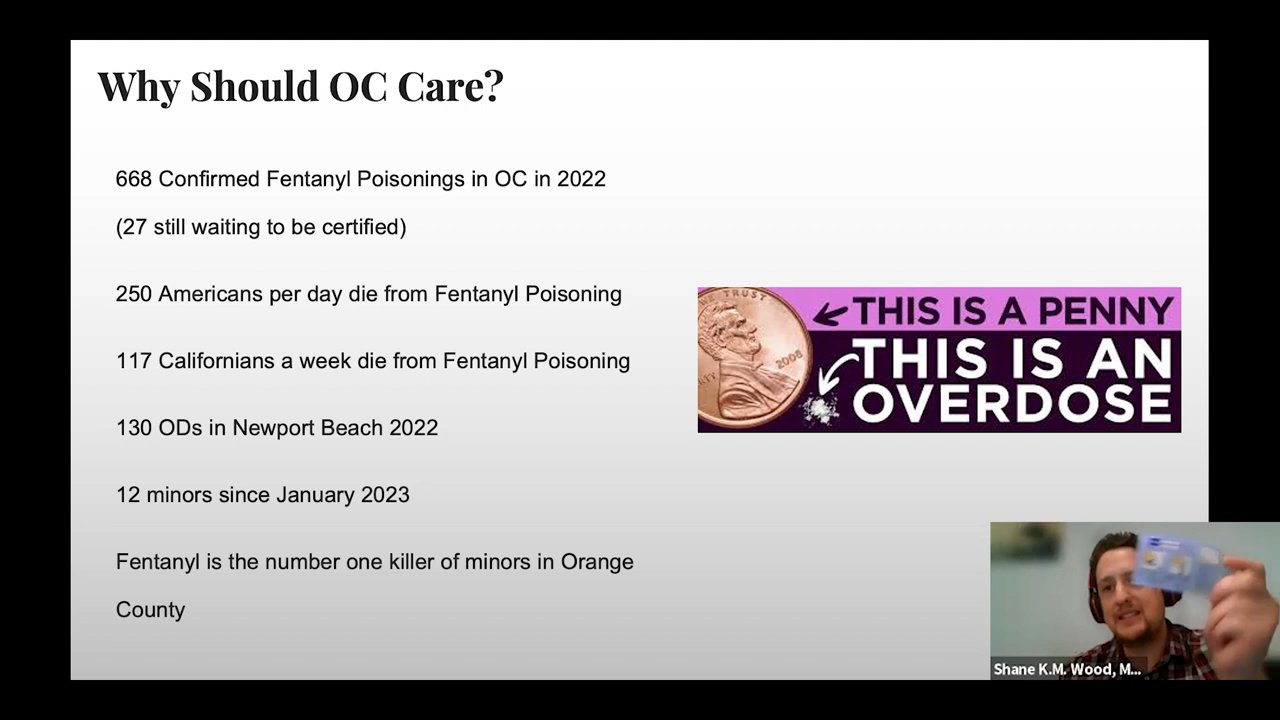 Why Should OC Care?
668 Confirmed Fentanyl Poisonings in OC in 2022
(27 still waiting to be certified)
250 Americans per day die from Fentanyl Poisoning
117 Californians a week die from Fentanyl Poisoning
130 ODs in Newport Beach 2022
12 minors since January 2023
Fentanyl is the number one killer of minors in Orange
County
TRUST
2008
THIS IS A PENNY
THIS IS AN
OVERDOSE
Shane K.M. Wood, M...